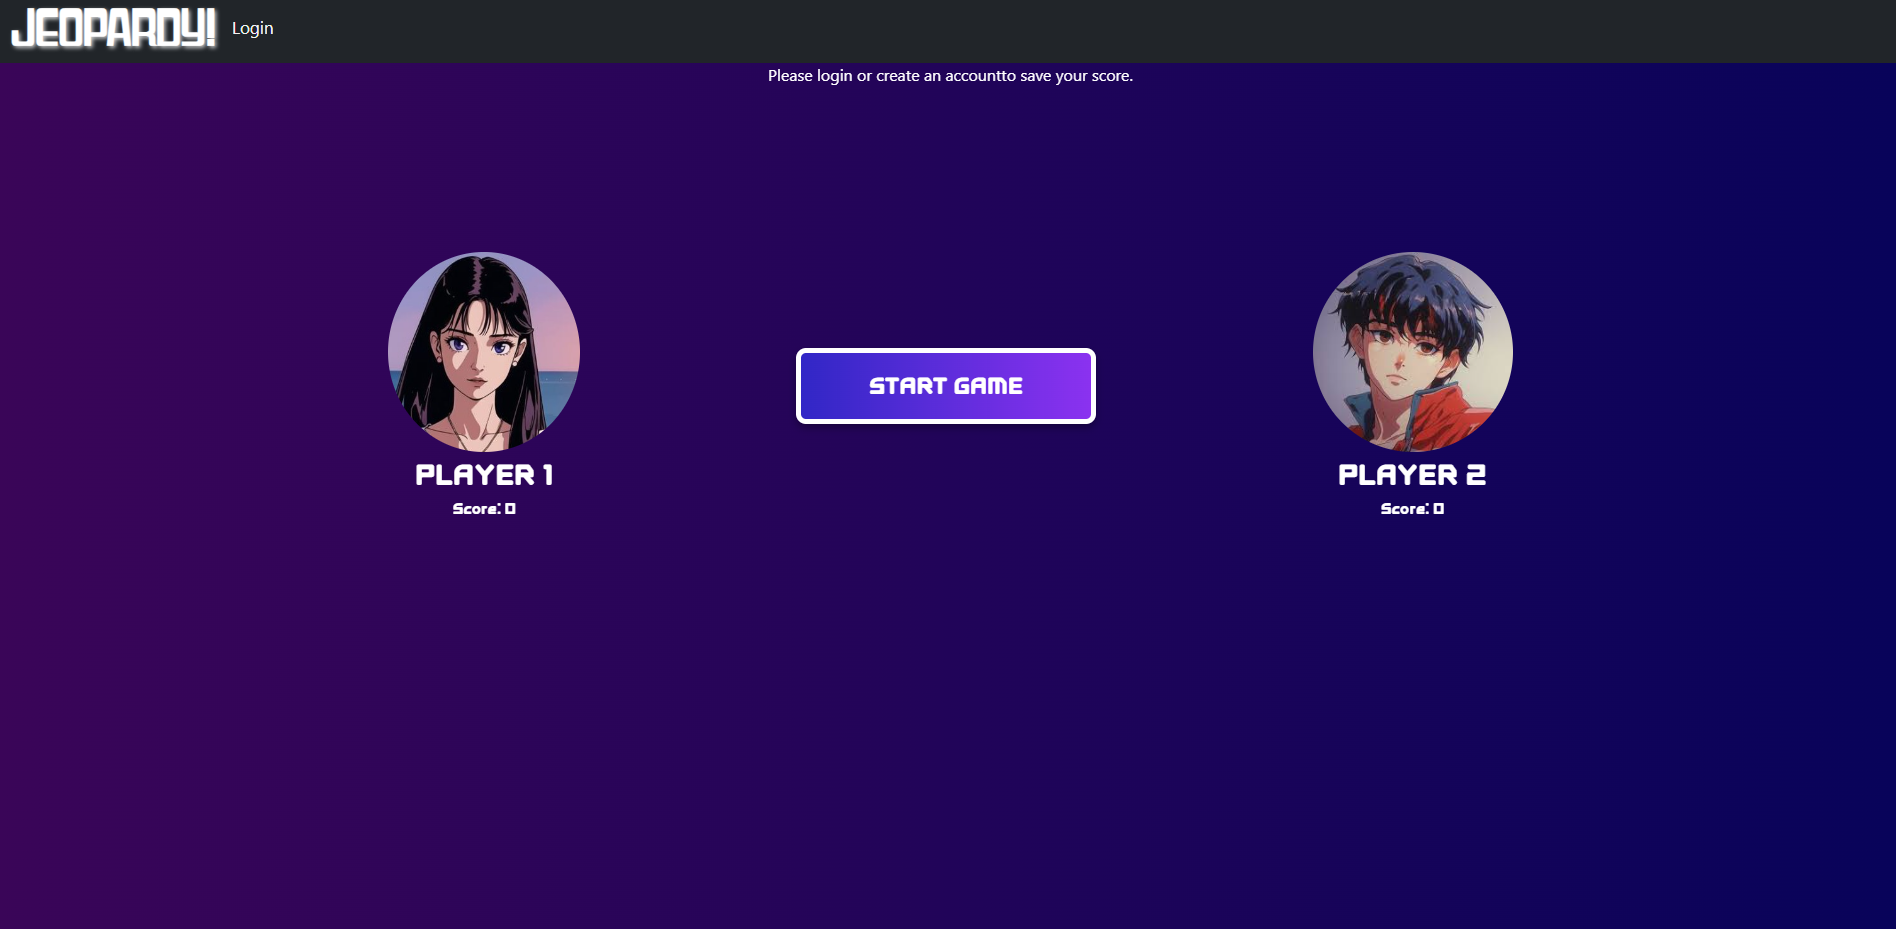 JEOPARDY!
Login
Please login or create an accountto save your score.
START GAME
PLAYER 1
PLAYER 2
Score: 0
Score: 0